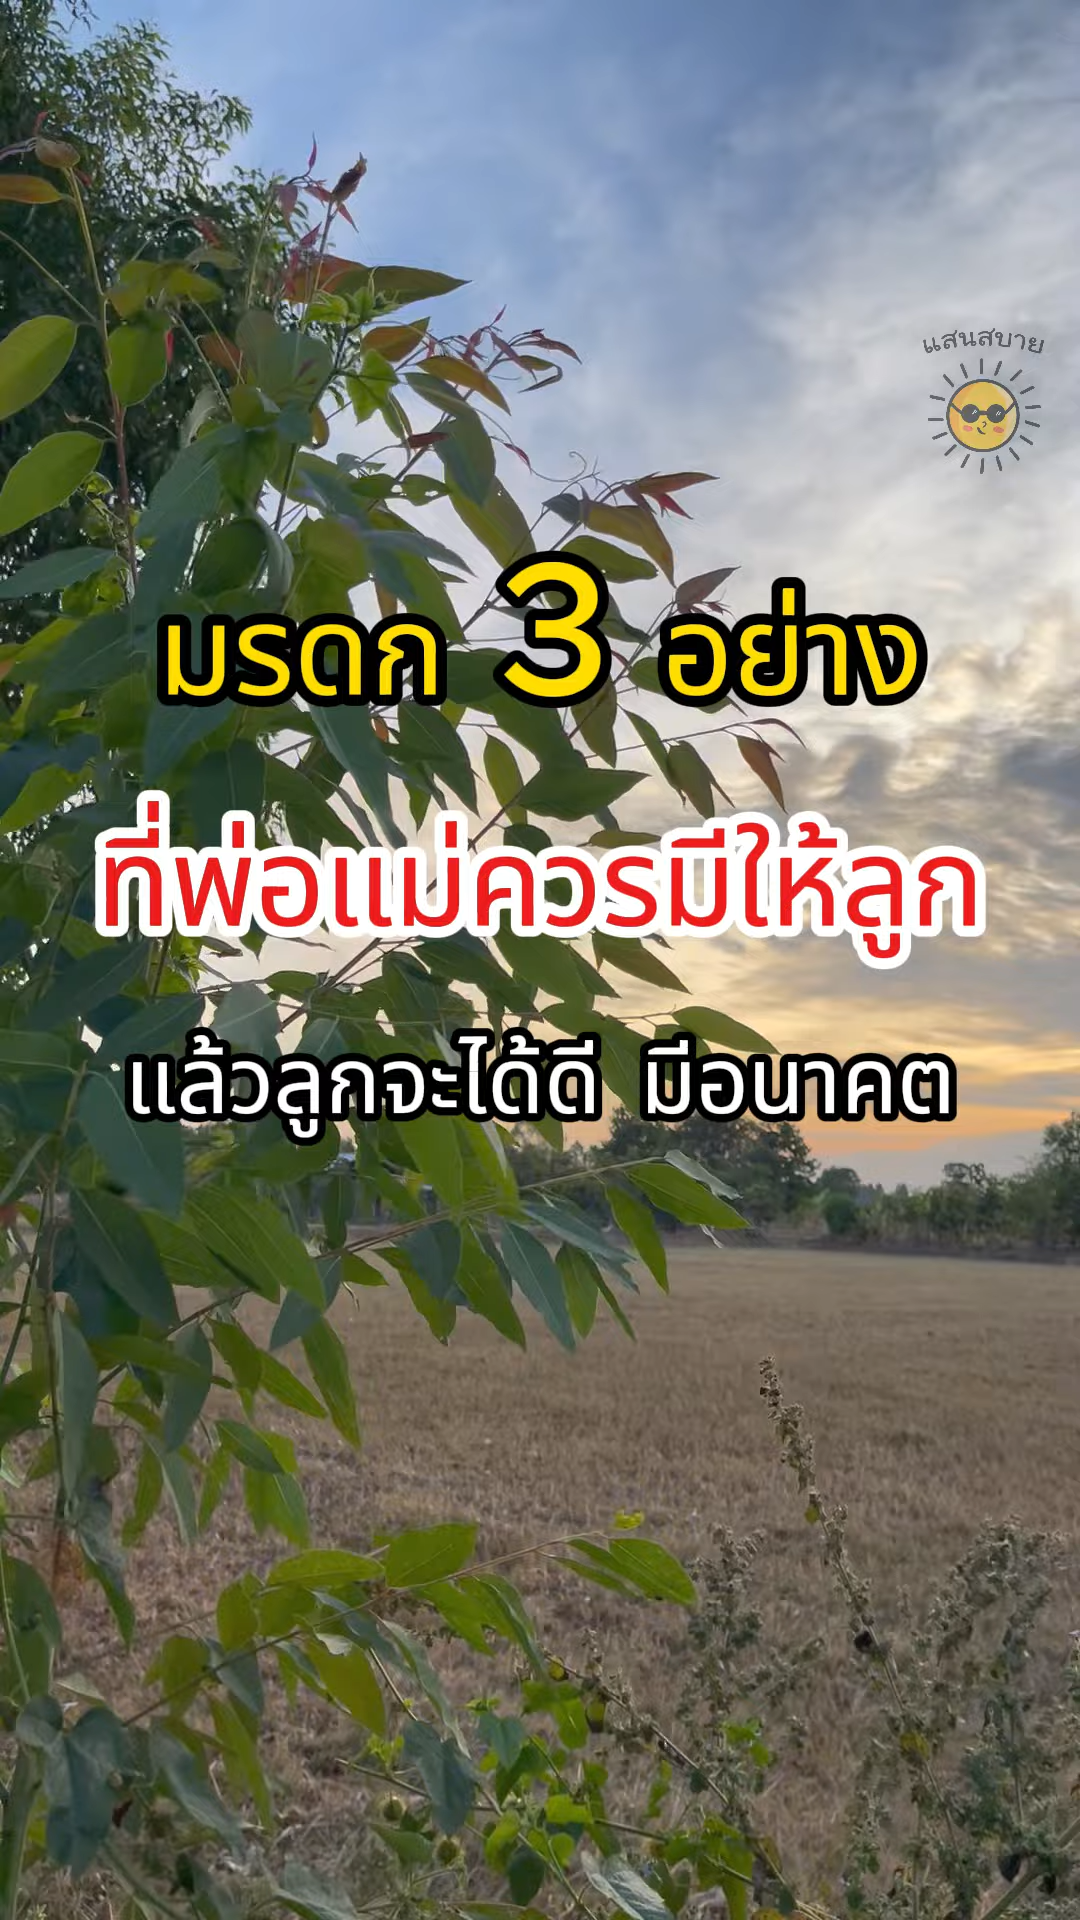 แสนสบาย
มรดก 3 อย่าง
ที่พ่อแม่ควรมีให้ลูก
แล้วลูกจะได้ดี มีอนาคต